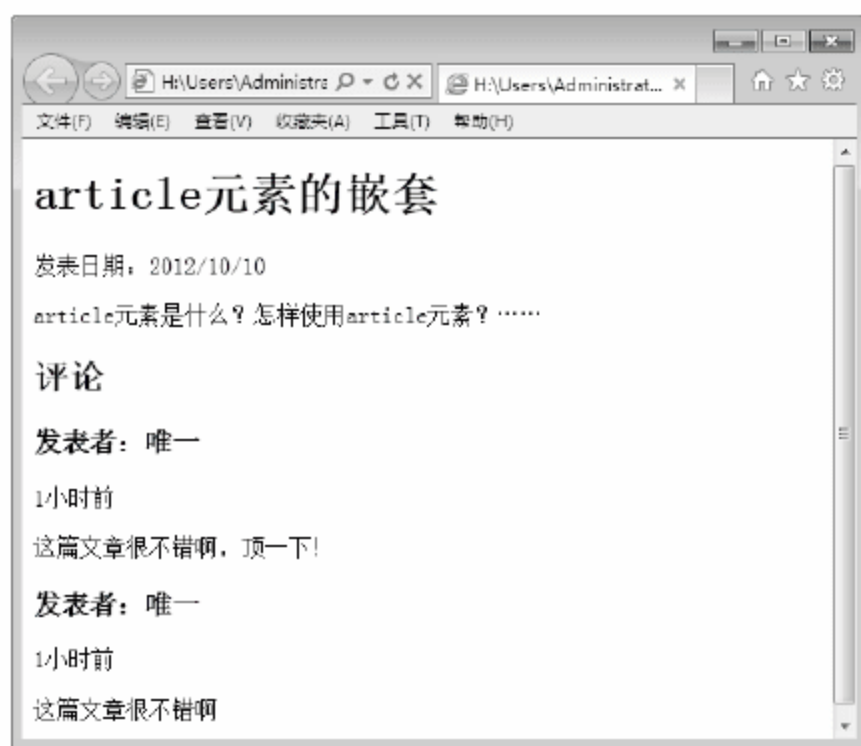 H:\Users\Administra
H:\Users\Administrat...
文件(F) 编辑(E) 查看(V) 收藏夹(A) 工具(T) 帮助(H)
article元素的嵌套
发表日期：2012/10/10
article元素是什么？怎样使用article元素？……
评论
发表者：唯一
1小时前
这篇文章很不错啊，顶一下！
发表者：唯一
1小时前
这篇文章很不错啊